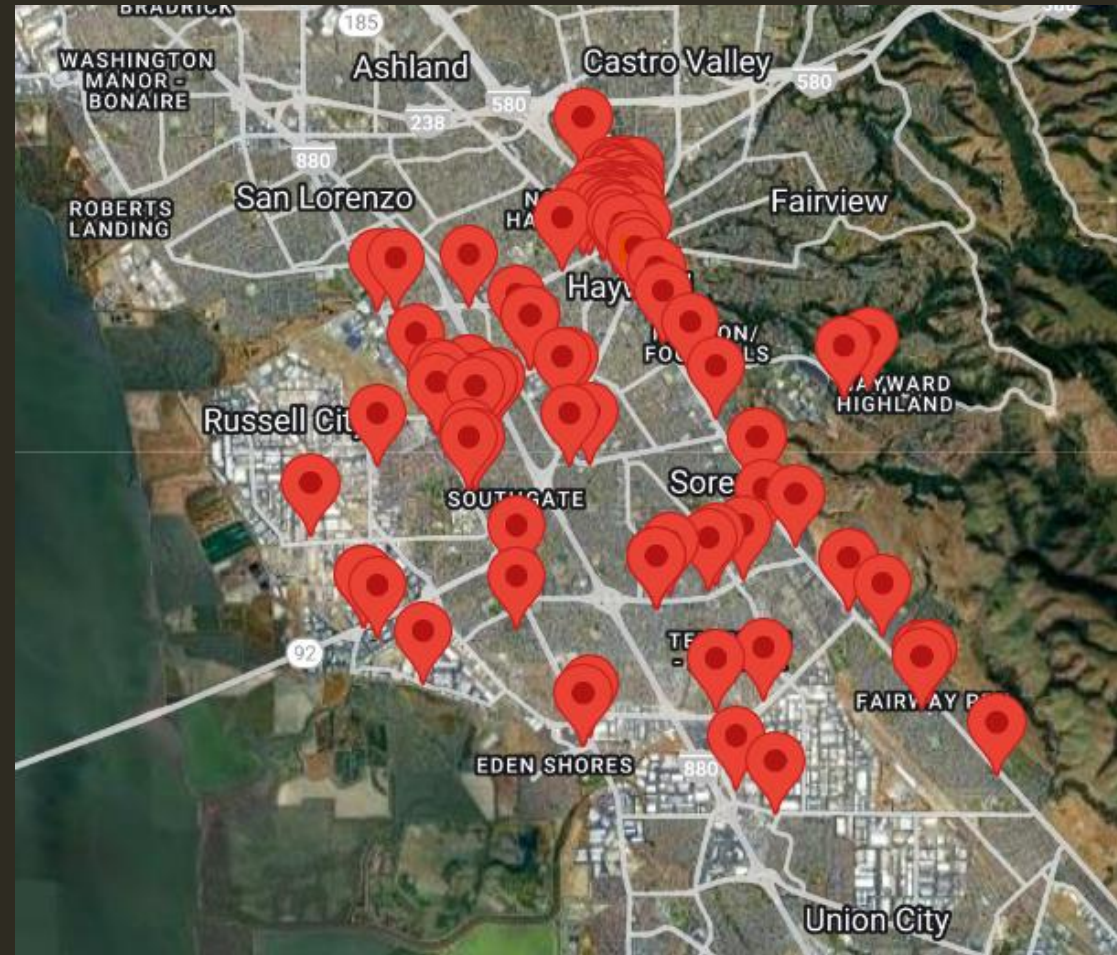 BRADRICK
185
580
WASHINGTON
MANOR -
BONAIRE
Ashland
Castro Valley
580
580
238
880
San Lorenzo
ROBERTS
LANDING
Fairview
HAYWARD
HIGHLAND
Russell City
SOUTHGATE
92
EDEN SHORES
880
Union City